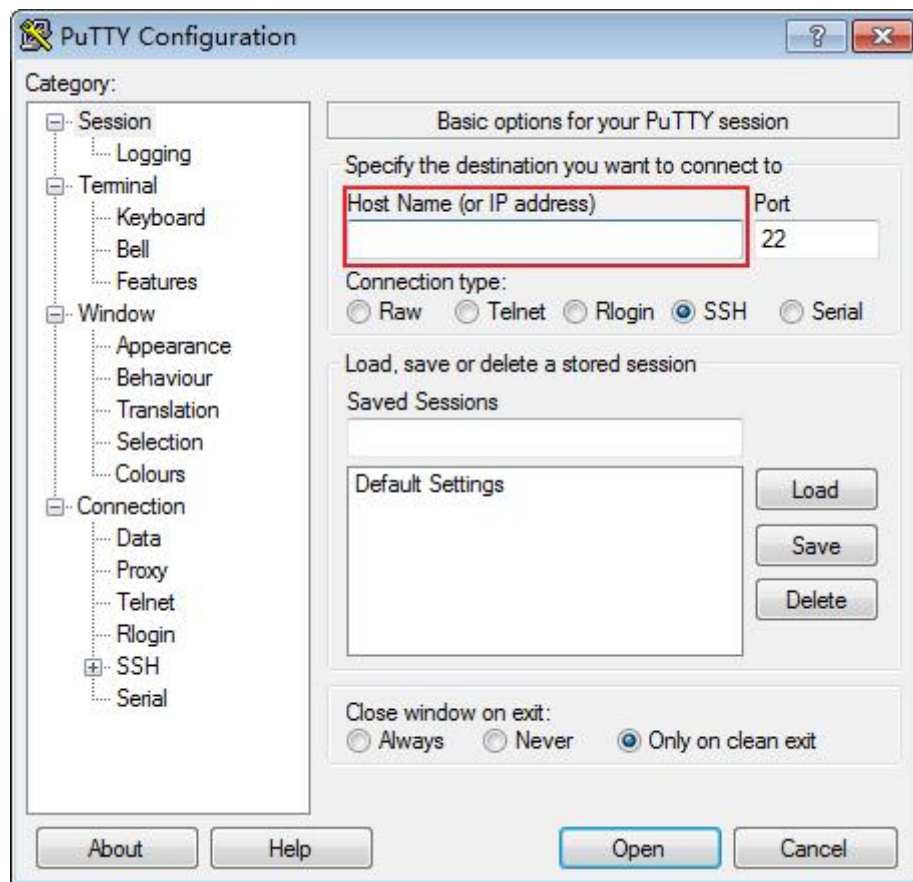 PuTTY Configuration
Category:
Session
Logging
Terminal
Keyboard
Bell
Features
Window
Appearance
Behaviour
Translation
Selection
Colours
Connection
Data
Proxy
Telnet
Rlogin
SSH
Serial
Basic options for your PuTTY session
Specify the destination you want to connect to
Host Name (or IP address) Port
22
Connection type:
Raw Telnet Rlogin SSH Serial
Load, save or delete a stored session
Saved Sessions
Default Settings
Load
Save
Delete
Close window on exit:
Always Never Only on clean exit
About Help Open Cancel